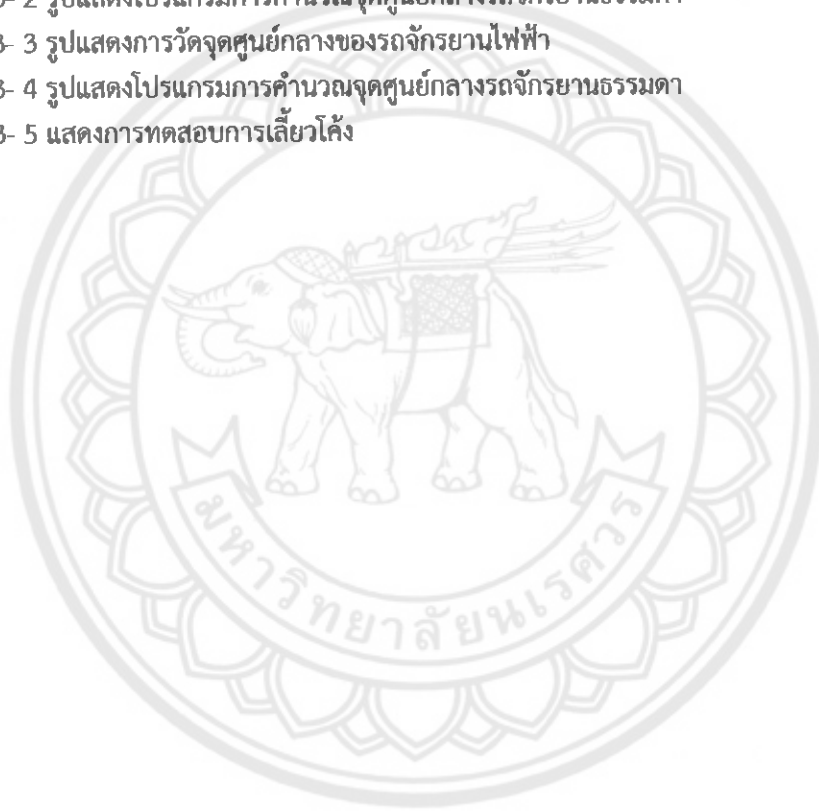 3- 3 รูปแสดงการวัดจุดศูนย์กลางของรถจักรยานไฟฟ้า
3- 4 รูปแสดงโปรแกรมการคำนวณจุดศูนย์กลางรถจักรยานธรรมดา
3- 5 แสดงการทดสอบการเลี้ยวโค้ง
มหาวิทยาลัยนเรศวร